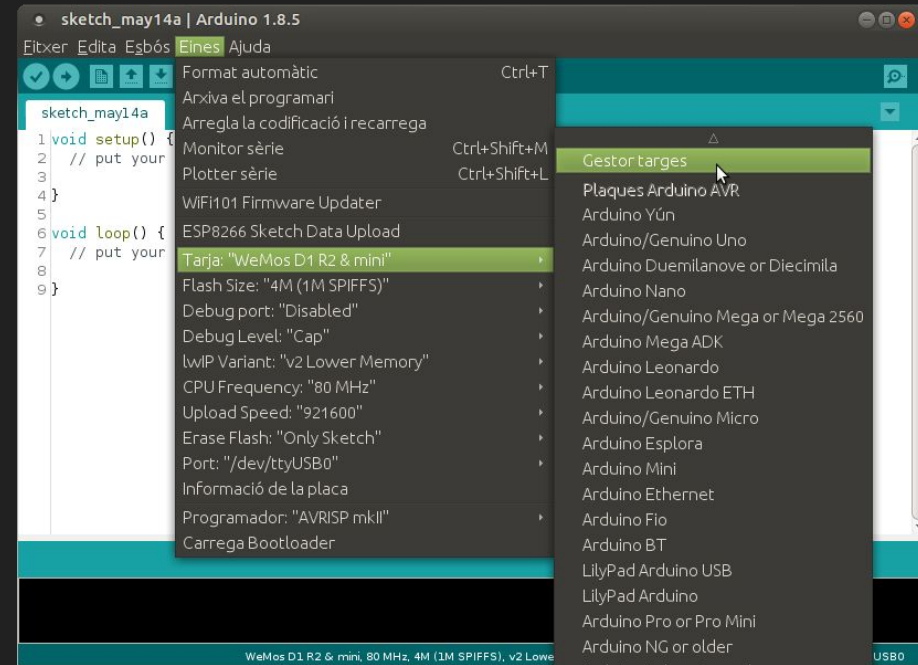 sketch_may14a | Arduino 1.8.5
Fitxer Edita Esbós Eines Ajuda
sketch_may14a
1 void setup() {
2 // put your
3
4 }
5
6 void loop() {
7 // put your
8
9 }
Format automàtic Ctrl+T
Arxiva el programari
Arregla la codificació i recarrega
Monitor sèrie Ctrl+Shift+M
Plotter sèrie Ctrl+Shift+L
WiFi101 Firmware Updater
ESP8266 Sketch Data Upload
Tarja: "WeMos D1 R2 & mini"
Flash Size: "4M (1M SPIFFS)"
Debug port: "Disabled"
Debug Level: "Cap"
lwIP Variant: "v2 Lower Memory"
CPU Frequency: "80 MHz"
Upload Speed: "921600"
Erase Flash: "Only Sketch"
Port: "/dev/ttyUSB0"
Informació de la placa
Programador: "AVRISP mkII"
Carrega Bootloader
Gestor targes
Plaques Arduino AVR
Arduino Yún
Arduino/Genuino Uno
Arduino Duemilanove or Diecimila
Arduino Nano
Arduino/Genuino Mega or Mega 2560
Arduino Mega ADK
Arduino Leonardo
Arduino Leonardo ETH
Arduino/Genuino Micro
Arduino Esplora
Arduino Mini
Arduino Ethernet
Arduino Fio
Arduino BT
LilyPad Arduino USB
LilyPad Arduino
Arduino Pro or Pro Mini
Arduino NG or older
WeMos D1 R2 & mini, 80 MHz, 4M (1M SPIFFS), v2 Lowe USB0